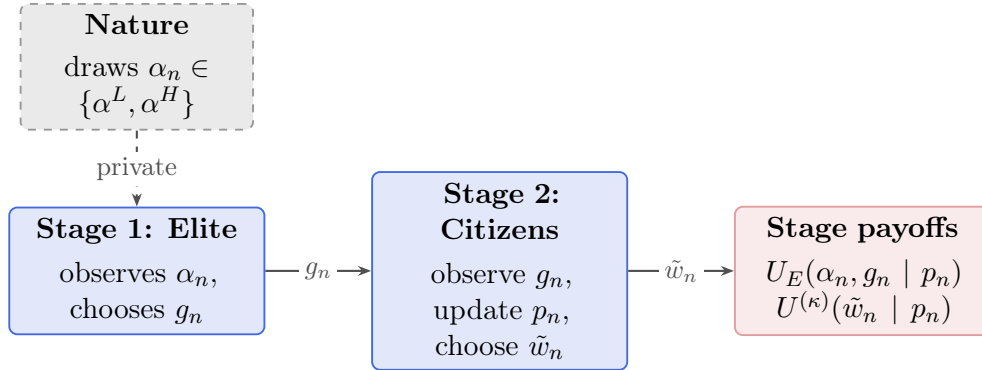 Nature
draws αₙ ∈
{αᴸ, αᴴ}
private
Stage 1: Elite
observes αₙ,
chooses gₙ
gₙ
Stage 2:
Citizens
observe gₙ,
update pₙ,
choose w̃ₙ
w̃ₙ
Stage payoffs
U_E(αₙ, gₙ | pₙ)
U^(κ)(w̃ₙ | pₙ)